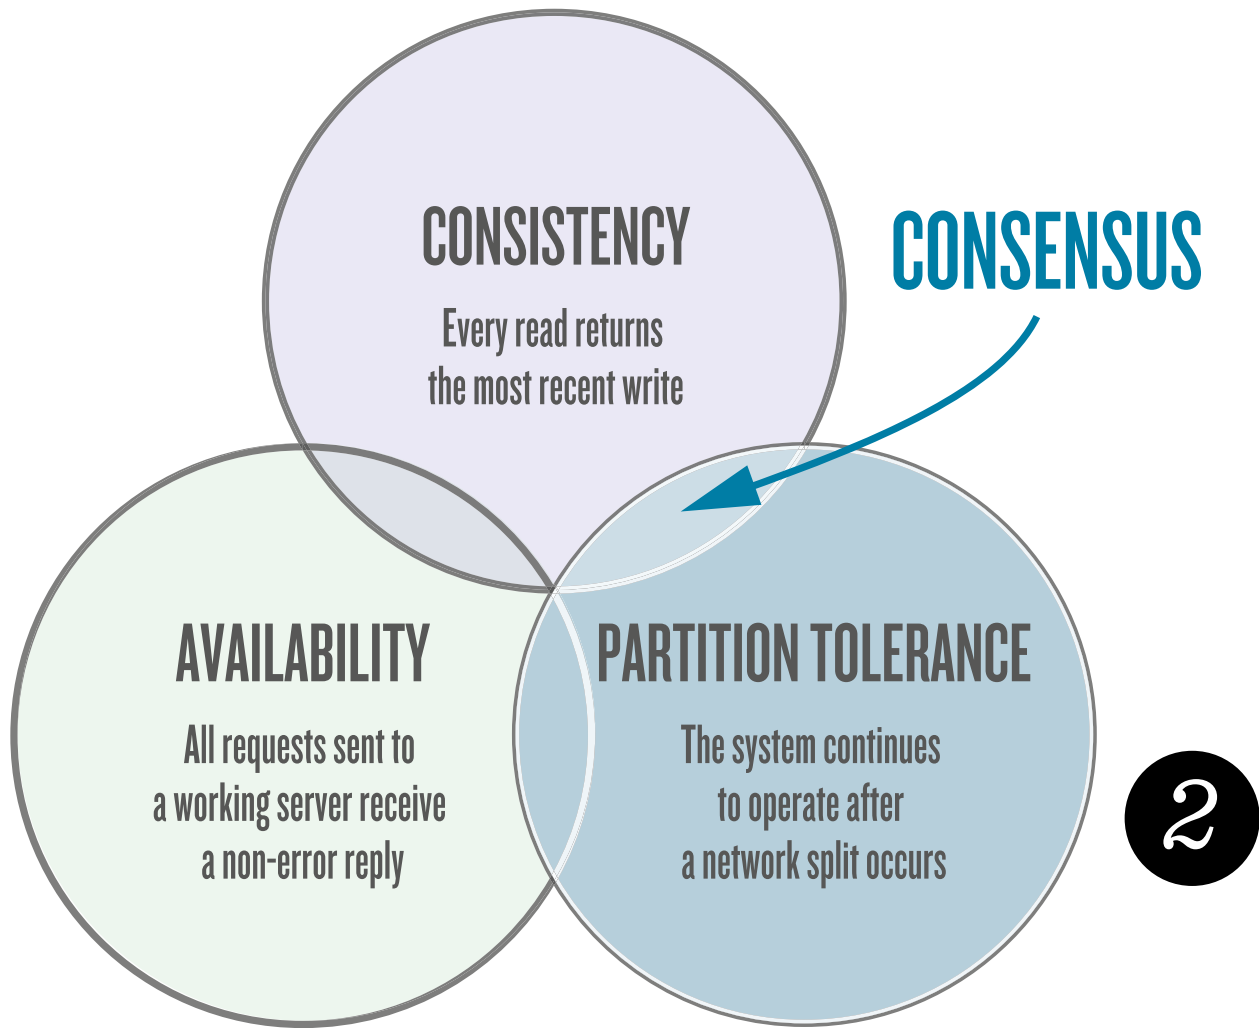 CONSISTENCY
Every read returns
the most recent write
CONSENSUS
AVAILABILITY
All requests sent to
a working server receive
a non-error reply
PARTITION TOLERANCE
The system continues
to operate after
a network split occurs
2